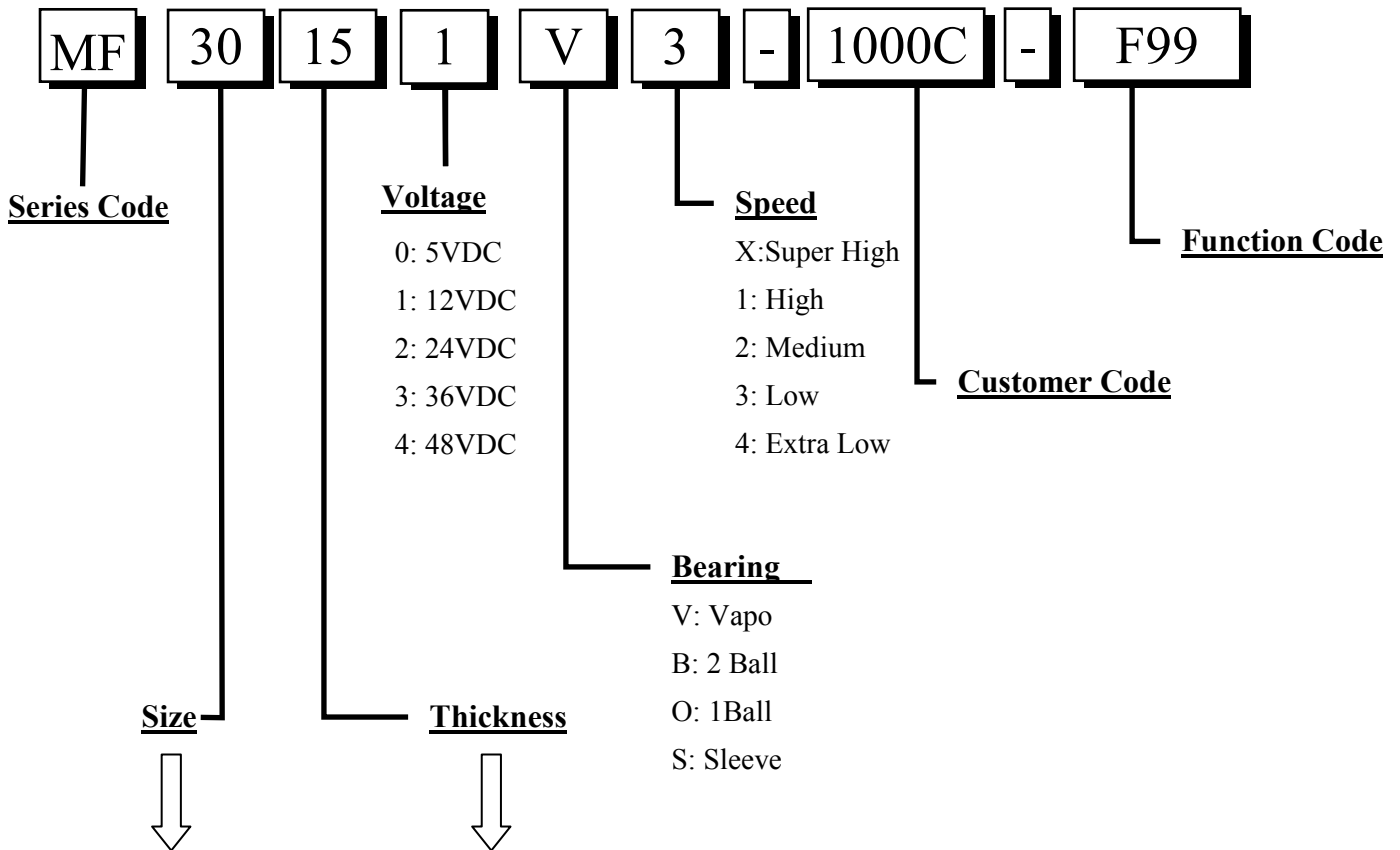 MF 30 15 1 V 3 - 1000C - F99
Series Code
Voltage
0: 5VDC
1: 12VDC
2: 24VDC
3: 36VDC
4: 48VDC
Speed
X:Super High
1: High
2: Medium
3: Low
4: Extra Low
Function Code
Customer Code
Bearing
V: Vapo
B: 2 Ball
O: 1Ball
S: Sleeve
Size
Thickness